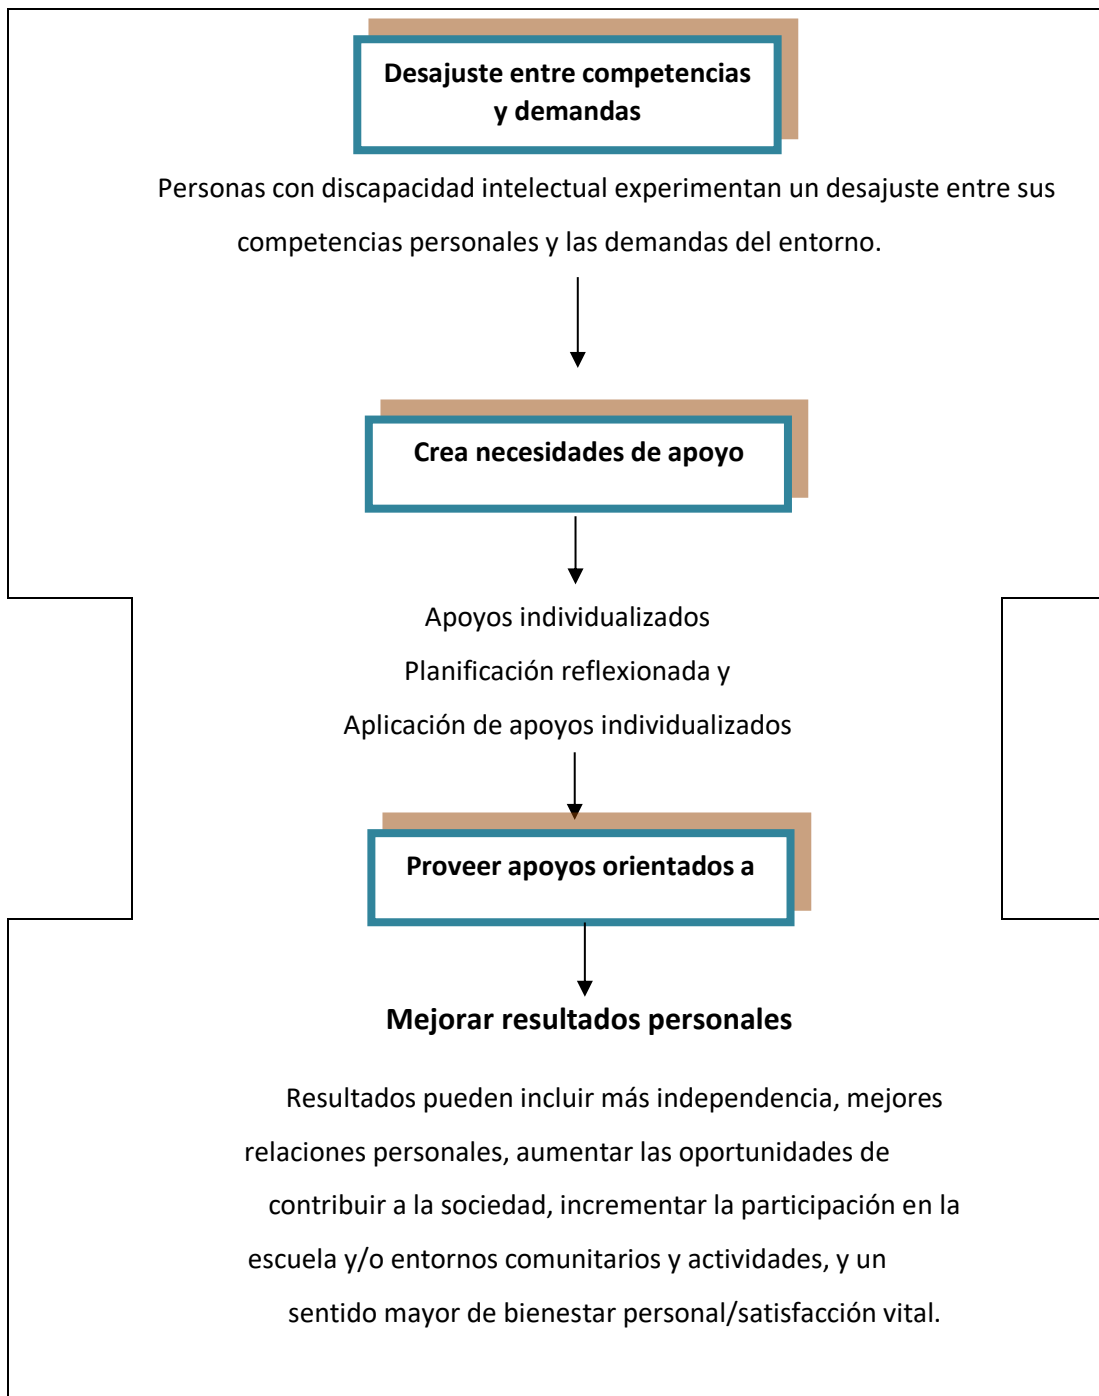 Desajuste entre competencias
y demandas
Personas con discapacidad intelectual experimentan un desajuste entre sus
competencias personales y las demandas del entorno.
Crea necesidades de apoyo
Apoyos individualizados
Planificación reflexionada y
Aplicación de apoyos individualizados
Proveer apoyos orientados a
Mejorar resultados personales
Resultados pueden incluir más independencia, mejores
relaciones personales, aumentar las oportunidades de
contribuir a la sociedad, incrementar la participación en la
escuela y/o entornos comunitarios y actividades, y un
sentido mayor de bienestar personal/satisfacción vital.